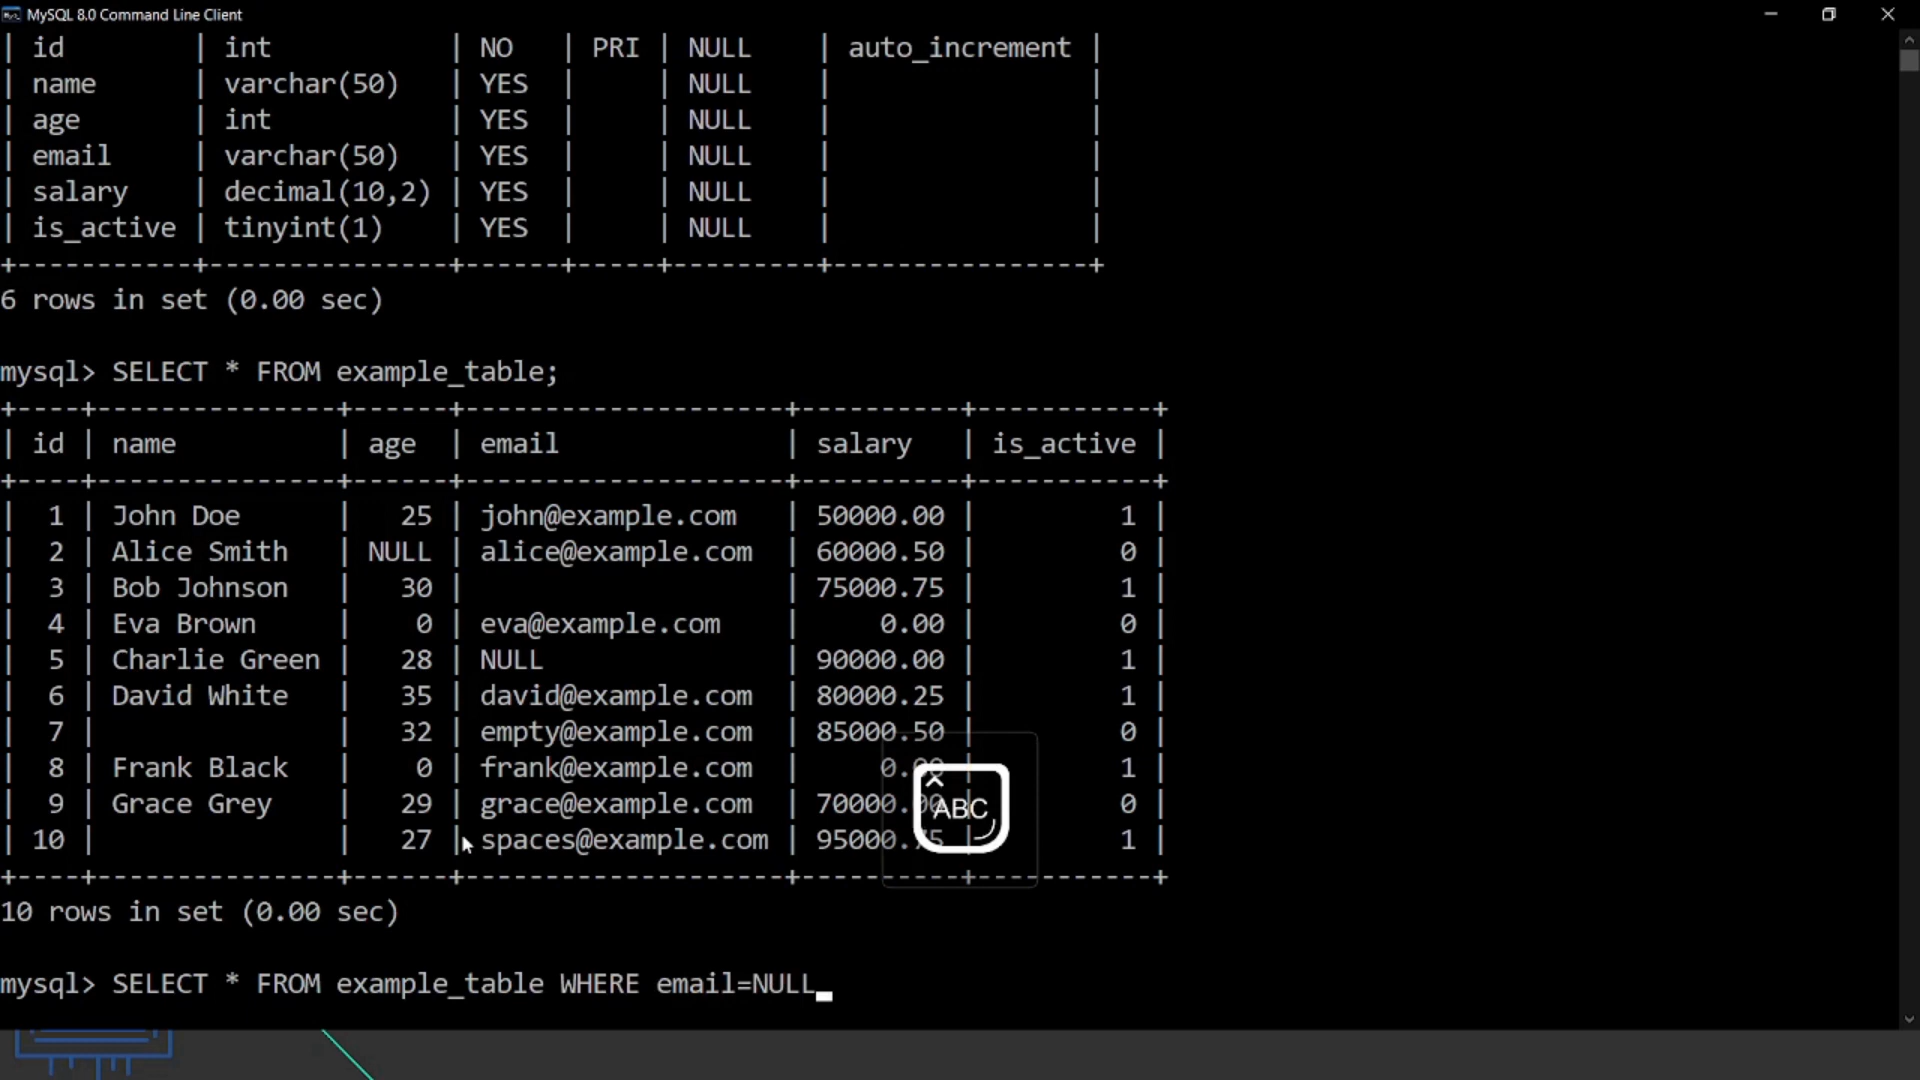 MySQL 8.0 Command Line Client
| id        | int           | NO   | PRI | NULL    | auto_increment |
| name      | varchar(50)   | YES  |     | NULL    |                |
| age       | int           | YES  |     | NULL    |                |
| email     | varchar(50)   | YES  |     | NULL    |                |
| salary    | decimal(10,2) | YES  |     | NULL    |                |
| is_active | tinyint(1)    | YES  |     | NULL    |                |
+-----------+---------------+------+-----+---------+----------------+
6 rows in set (0.00 sec)
mysql> SELECT * FROM example_table;
+----+---------------+------+--------------------+----------+-----------+
| id | name          | age  | email              | salary   | is_active |
+----+---------------+------+--------------------+----------+-----------+
|  1 | John Doe      |   25 | john@example.com   | 50000.00 |         1 |
|  2 | Alice Smith   | NULL | alice@example.com  | 60000.50 |         0 |
|  3 | Bob Johnson   |   30 |                    | 75000.75 |         1 |
|  4 | Eva Brown     |    0 | eva@example.com    |     0.00 |         0 |
|  5 | Charlie Green |   28 | NULL               | 90000.00 |         1 |
|  6 | David White   |   35 | david@example.com  | 80000.25 |         1 |
|  7 |               |   32 | empty@example.com  | 85000.50 |         0 |
|  8 | Frank Black   |    0 | frank@example.com  |     0.00 |         1 |
|  9 | Grace Grey    |   29 | grace@example.com  | 70000.00 |         0 |
| 10 |               |   27 | spaces@example.com | 95000.75 |         1 |
+----+---------------+------+--------------------+----------+-----------+
ABC
10 rows in set (0.00 sec)
mysql> SELECT * FROM example_table WHERE email=NULL